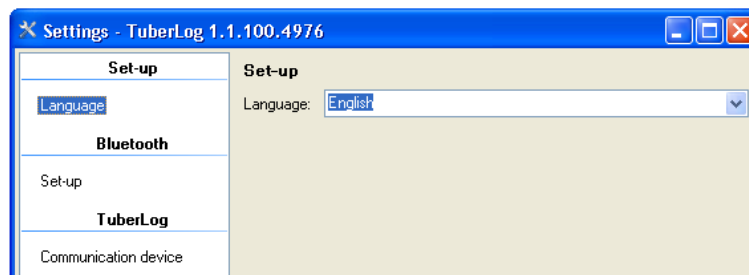 Settings - TuberLog 1.1.100.4976
Set-up
Language
Bluetooth
Set-up
TuberLog
Communication device
Set-up
Language: English